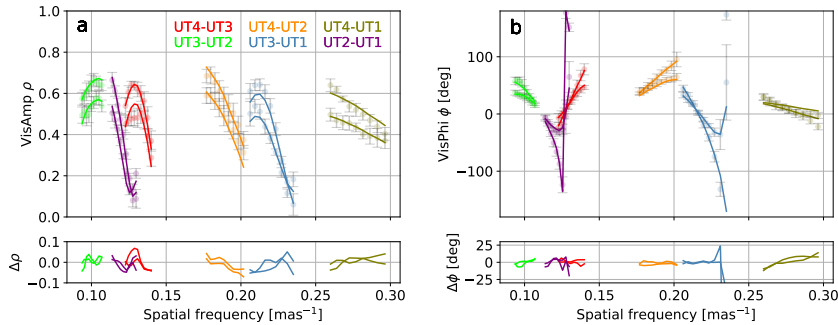 a
UT4-UT3 UT4-UT2 UT4-UT1
UT3-UT2 UT3-UT1 UT2-UT1
VisAmp ρ
1.0
0.8
0.6
0.4
0.2
0.0
Δρ
0.1
0.0
−0.1
0.10 0.15 0.20 0.25 0.30
Spatial frequency [mas⁻¹]
b
VisPhi ϕ [deg]
100
0
−100
Δϕ [deg]
25
0
−25
0.10 0.15 0.20 0.25 0.30
Spatial frequency [mas⁻¹]